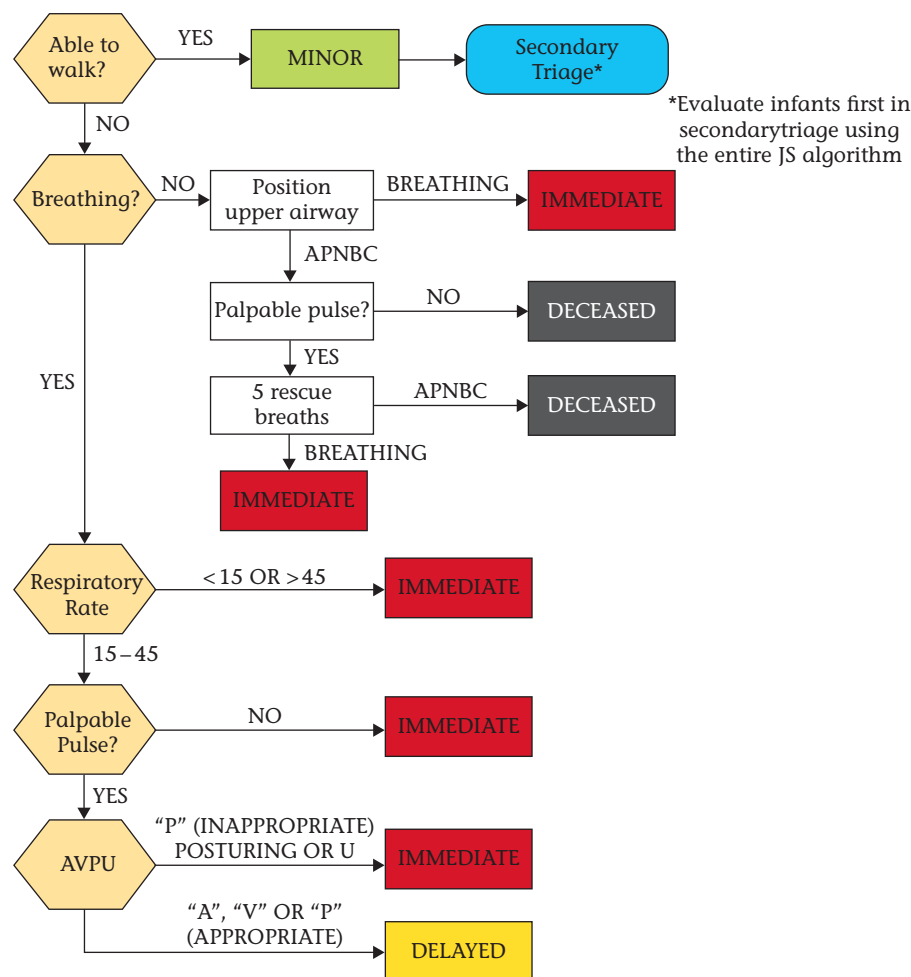 Able to
walk?
YES
MINOR
Secondary
Triage*
*Evaluate infants first in
secondarytriage using
the entire JS algorithm
NO
Breathing?
NO
Position
upper airway
BREATHING
IMMEDIATE
APNBC
Palpable pulse?
NO
DECEASED
YES
5 rescue
breaths
APNBC
DECEASED
BREATHING
IMMEDIATE
YES
Respiratory
Rate
<15 OR >45
IMMEDIATE
15–45
Palpable
Pulse?
NO
IMMEDIATE
YES
AVPU
“P” (INAPPROPRIATE)
POSTURING OR U
IMMEDIATE
“A”, “V” OR “P”
(APPROPRIATE)
DELAYED